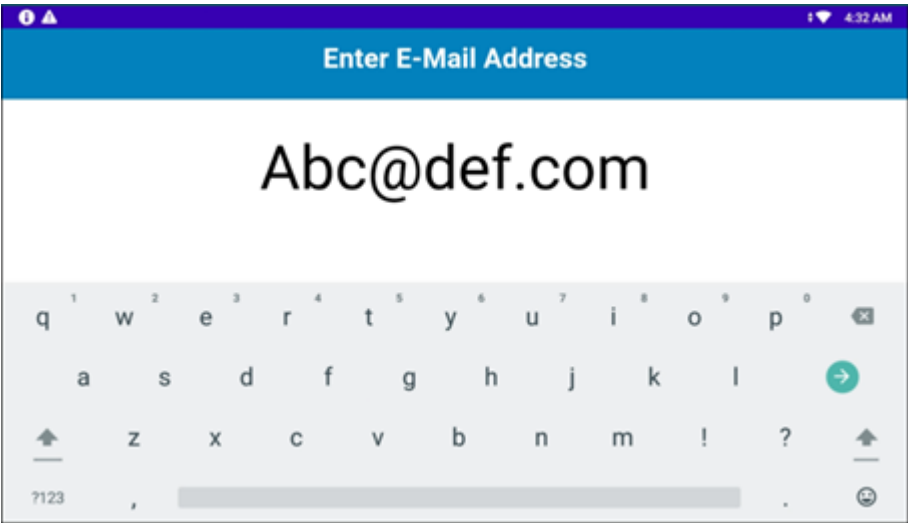 4:32 AM
Enter E-Mail Address
Abc@def.com
q 1 w 2 e 3 r 4 t 5 y 6 u 7 i 8 o 9 p 0
a s d f g h j k l
z x c v b n m ! ?
?123 , .